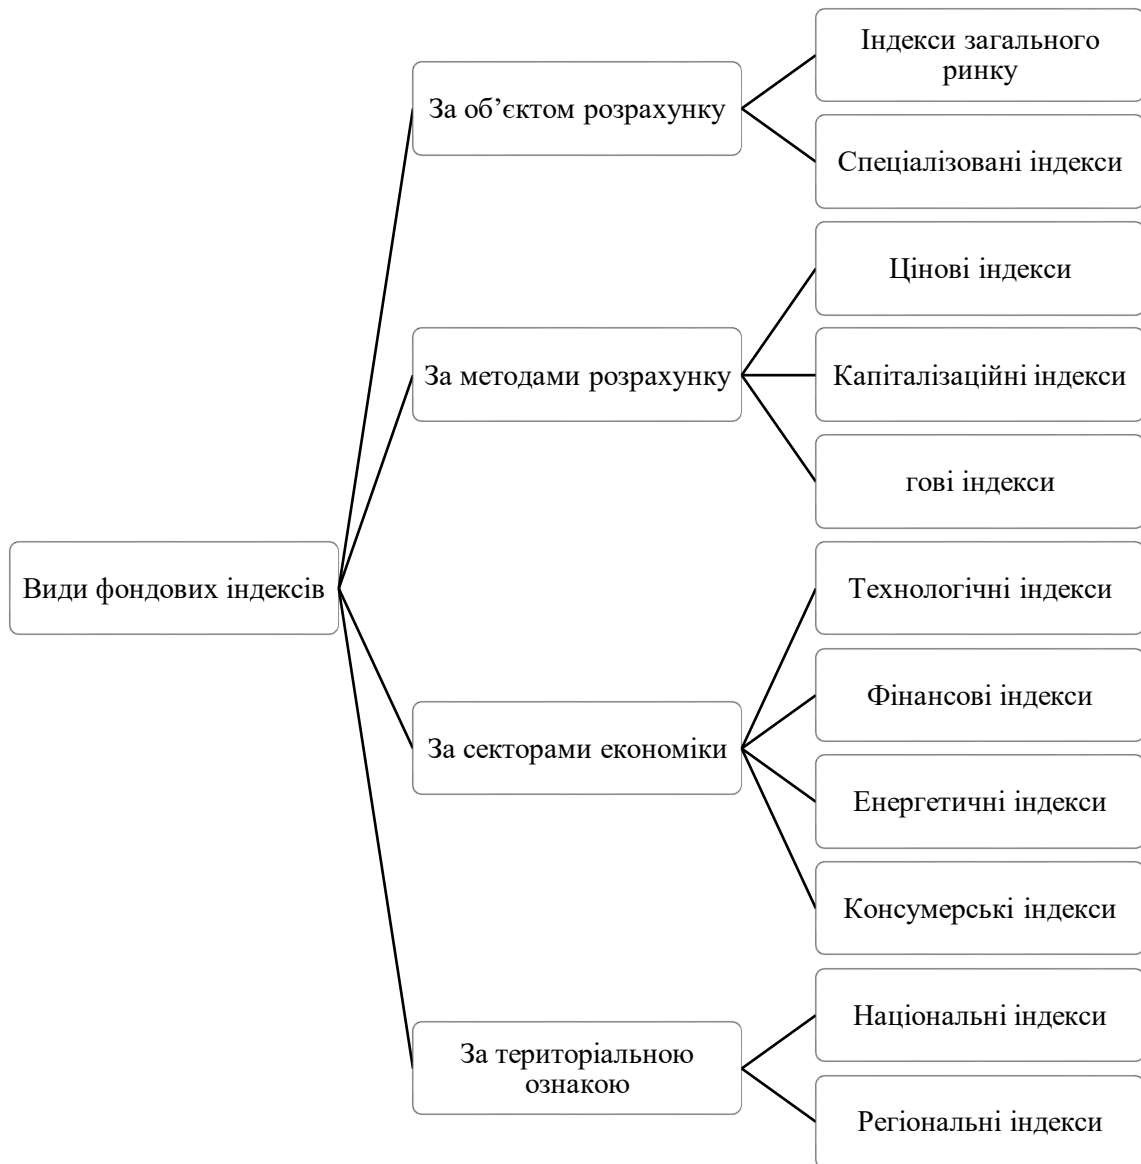 Види фондових індексів
За об’єктом розрахунку
Індекси загального
ринку
Спеціалізовані індекси
За методами розрахунку
Цінові індекси
Капіталізаційні індекси
гові індекси
За секторами економіки
Технологічні індекси
Фінансові індекси
Енергетичні індекси
Консумерські індекси
За територіальною
ознакою
Національні індекси
Регіональні індекси